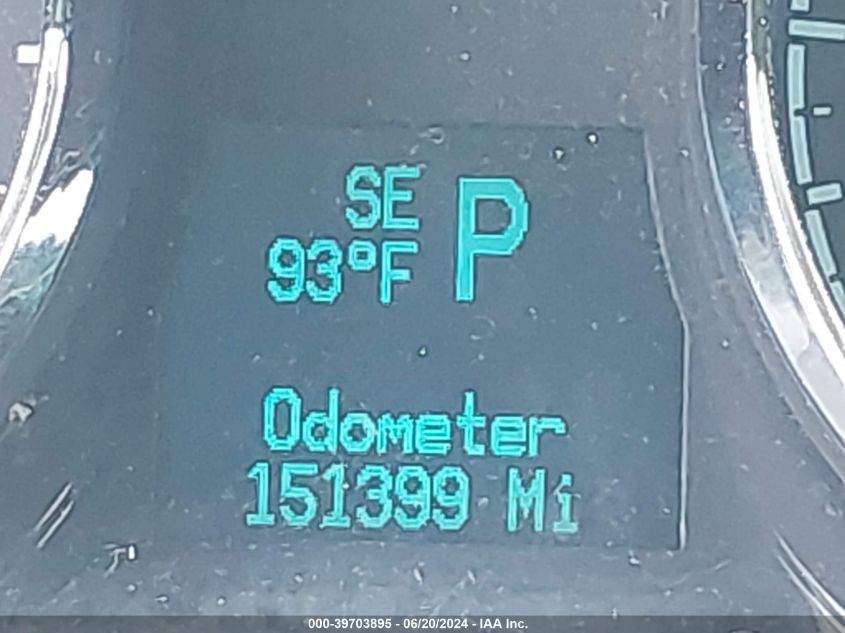 SE
93°F P
Odometer
151399 Mi
000-39703895 - 06/20/2024 - IAA Inc.